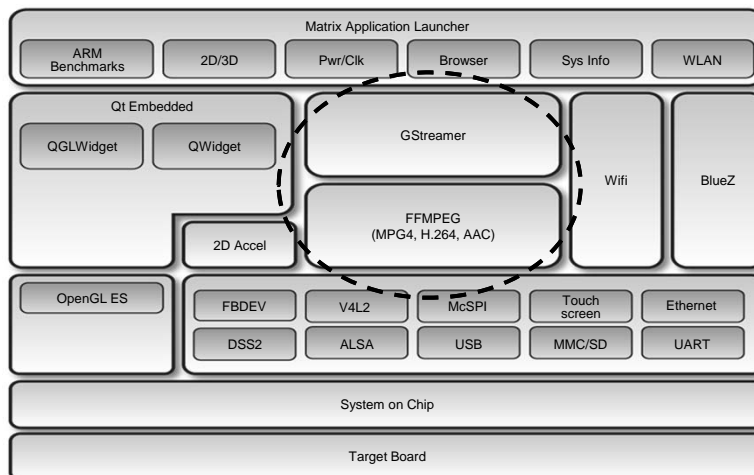 Matrix Application Launcher
ARM
Benchmarks
2D/3D
Pwr/Clk
Browser
Sys Info
WLAN
Qt Embedded
QGLWidget
QWidget
2D Accel
GStreamer
FFMPEG
(MPG4, H.264, AAC)
Wifi
BlueZ
OpenGL ES
FBDEV
V4L2
McSPI
Touch
screen
Ethernet
DSS2
ALSA
USB
MMC/SD
UART
System on Chip
Target Board